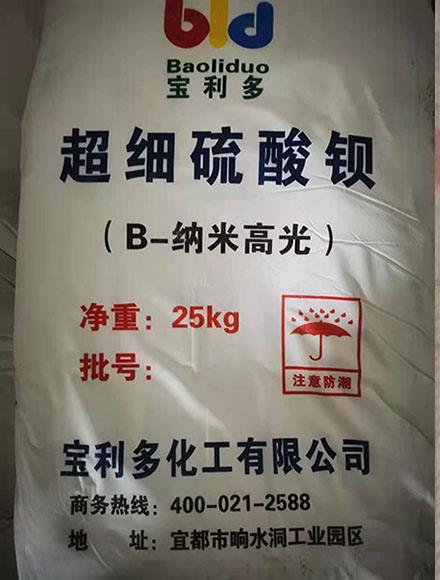 bld
Baoliduo
宝利多
超细硫酸钡
（B-纳米高光）
净重：25kg
批号：
注意防潮
宝利多化工有限公司
商务热线：400-021-2588
地　　址：宜都市响水洞工业园区